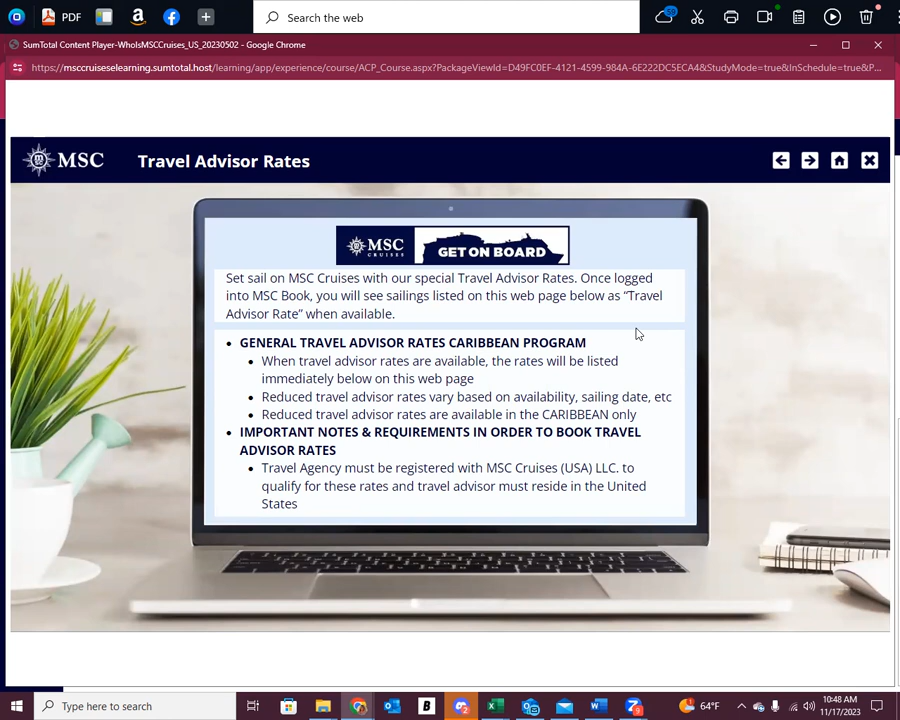 PDF
Search the web
SumTotal Content Player-WhoIsMSCCruises_US_20230502 - Google Chrome
https://msccruiseselearning.sumtotal.host/learning/app/experience/course/ACP_Course.aspx?PackageViewId=D49FC0EF-4121-4599-984A-6E222DC5ECA4&StudyMode=true&InSchedule=true&P...
MSC
Travel Advisor Rates
MSC
CRUISES
GET ON BOARD
Set sail on MSC Cruises with our special Travel Advisor Rates. Once logged
into MSC Book, you will see sailings listed on this web page below as “Travel
Advisor Rate” when available.
• GENERAL TRAVEL ADVISOR RATES CARIBBEAN PROGRAM
• When travel advisor rates are available, the rates will be listed
immediately below on this web page
• Reduced travel advisor rates vary based on availability, sailing date, etc
• Reduced travel advisor rates are available in the CARIBBEAN only
• IMPORTANT NOTES & REQUIREMENTS IN ORDER TO BOOK TRAVEL
ADVISOR RATES
• Travel Agency must be registered with MSC Cruises (USA) LLC. to
qualify for these rates and travel advisor must reside in the United
States
Type here to search
B
64°F
10:48 AM
11/17/2023